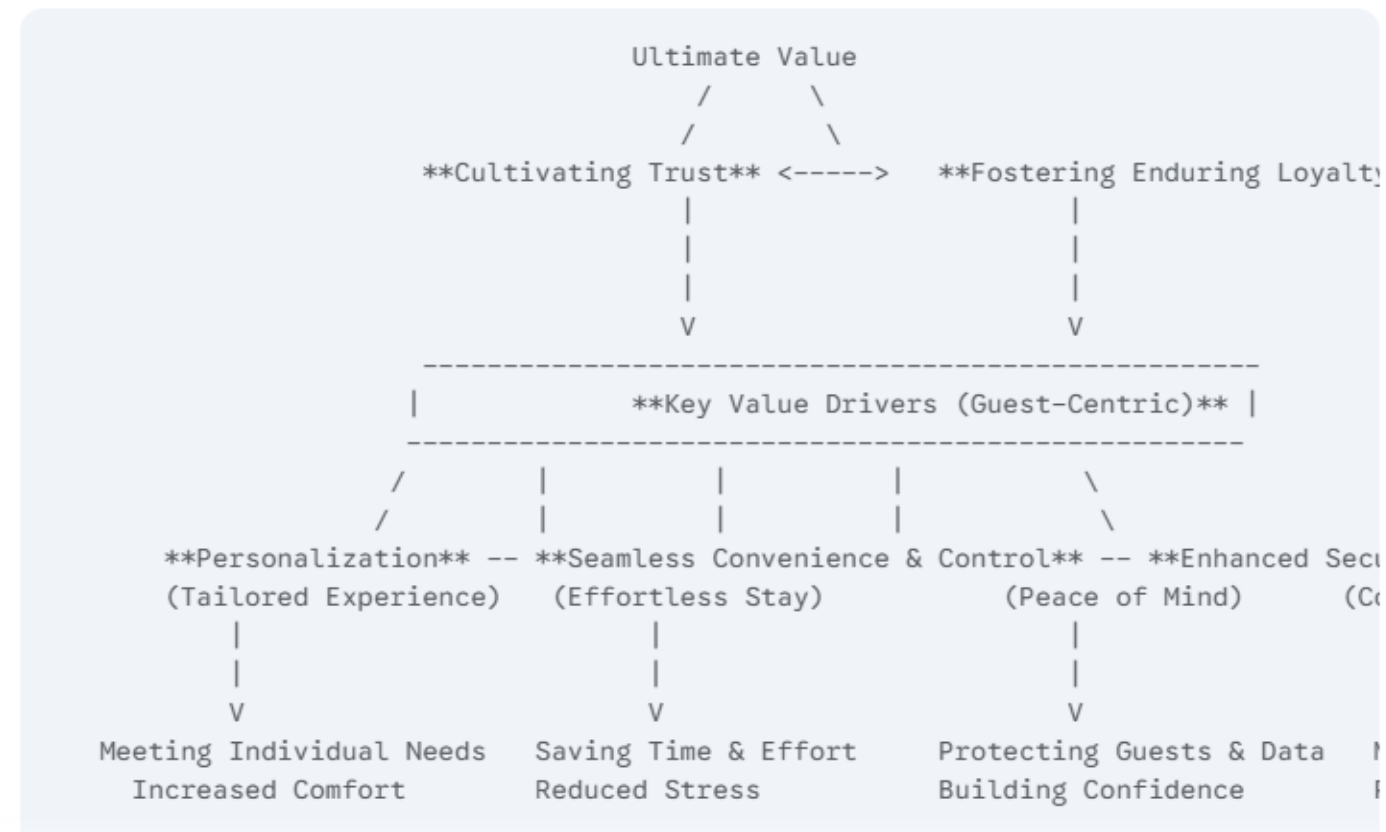 Ultimate Value
/ \
/ \
**Cultivating Trust** <-----> **Fostering Enduring Loyalty
| |
| |
| |
V V
----------------------------------------------------
| **Key Value Drivers (Guest-Centric)** |
----------------------------------------------------
/ | | | \
/ | | | \
**Personalization** -- **Seamless Convenience & Control** -- **Enhanced
(Tailored Experience) (Effortless Stay) (Peace of Mind)
| | |
| | |
V V V
Meeting Individual Needs Saving Time & Effort Protecting Guests & Data
Increased Comfort Reduced Stress Building Confidence